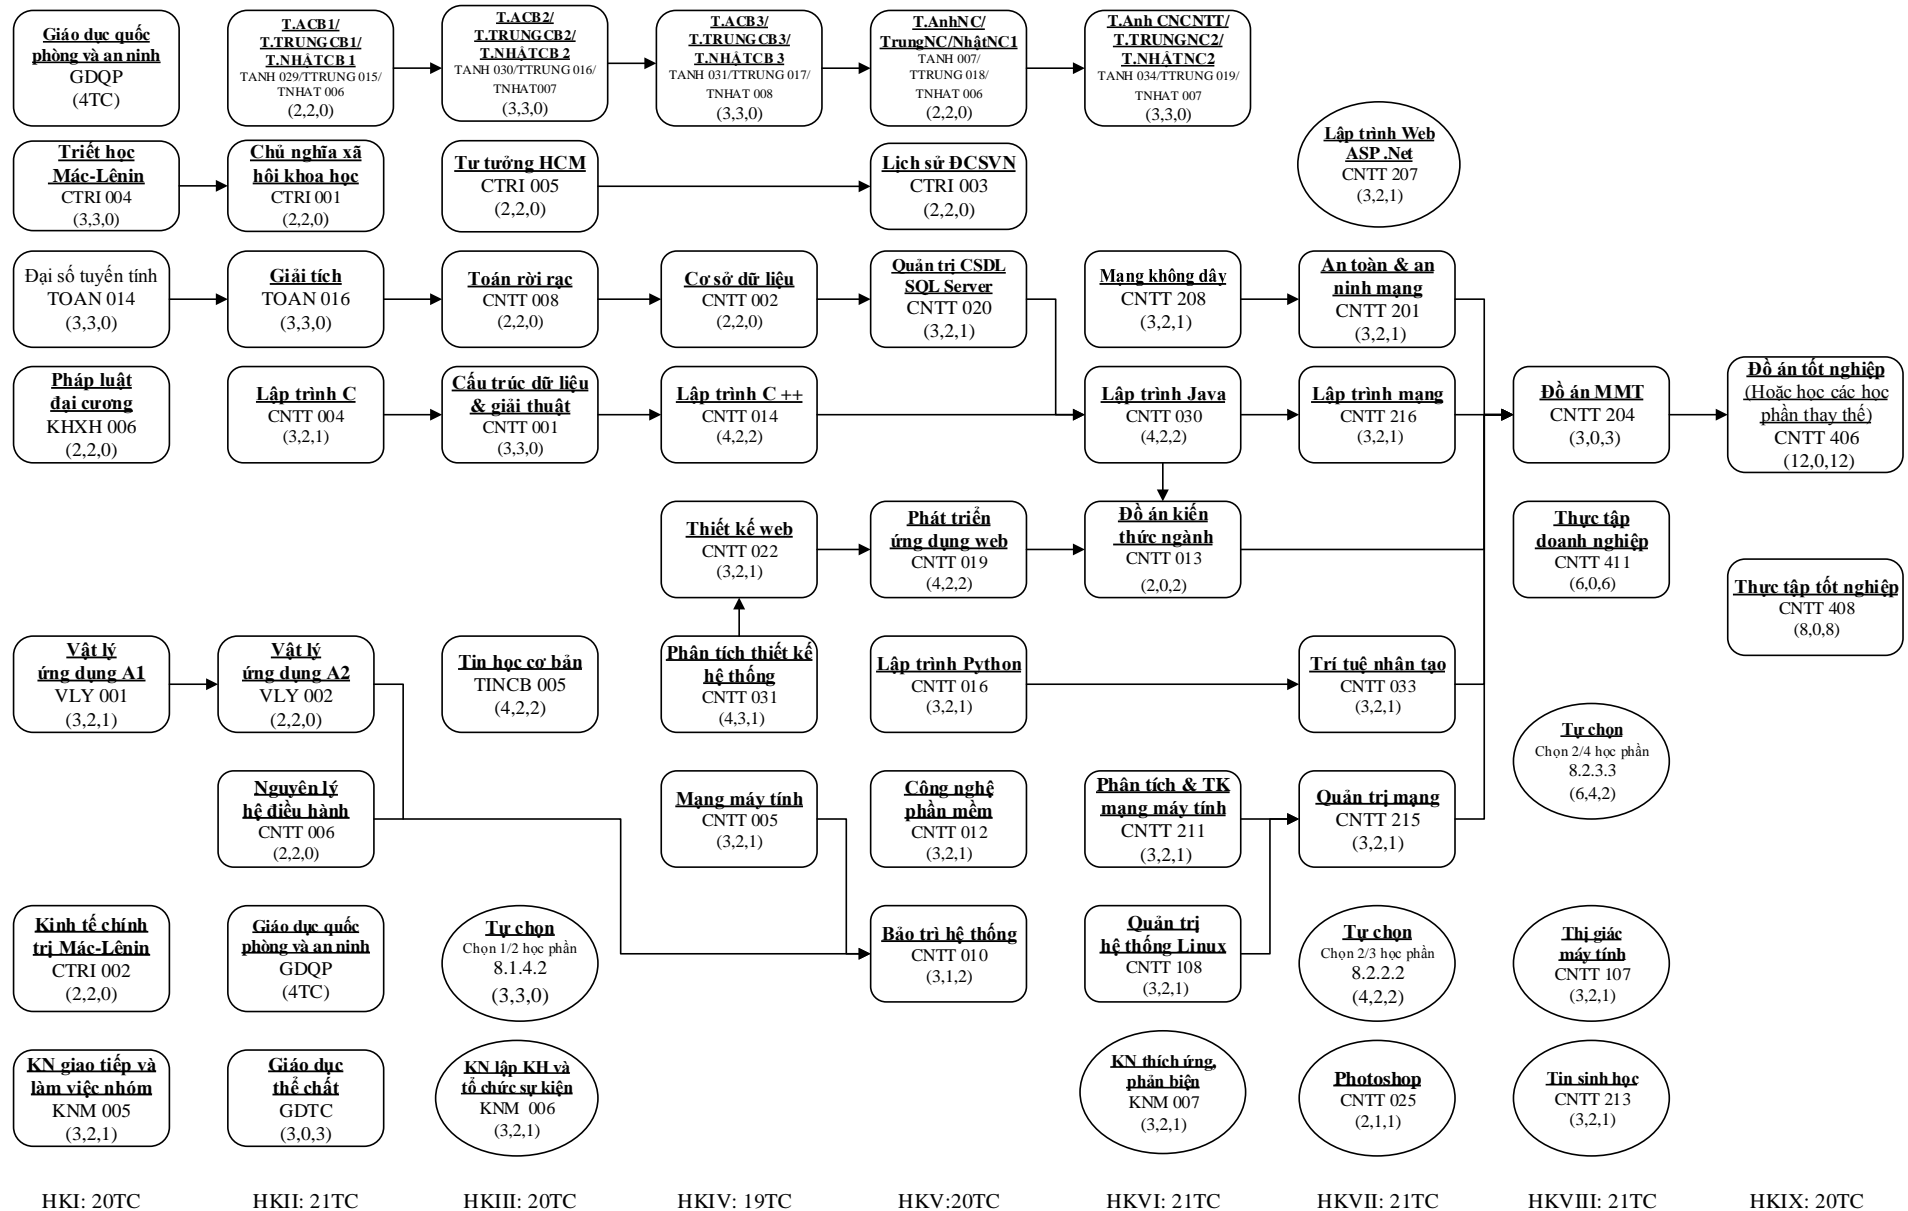 Giáo dục quốc
phòng và an ninh
GDQP
(4TC)
T.ACB1/
T.TRUNGCB1/
T.NHẬTCB 1
TANH 029/TTRUNG 015/
TNHAT 006
(2,2,0)
T.ACB2/
T.TRUNGCB2/
T.NHẬTCB 2
TANH 030/TTRUNG 016/
TNHAT007
(3,3,0)
T.ACB3/
T.TRUNGCB3/
T.NHẬTCB 3
TANH 031/TTRUNG 017/
TNHAT 008
(3,3,0)
T.AnhNC/
TrungNC/NhậtNC1
TANH 007/
TTRUNG 018/
TNHAT 006
(2,2,0)
T.Anh CNCNTT/
T.TRUNGNC2/
T.NHẬTNC2
TANH 034/TTRUNG 019/
TNHAT 007
(3,3,0)
Lập trình Web
ASP .Net
CNTT 207
(3,2,1)
Triết học
Mác-Lênin
CTRI 004
(3,3,0)
Chủ nghĩa xã
hôi khoa học
CTRI 001
(2,2,0)
Tư tưởng HCM
CTRI 005
(2,2,0)
Lịch sử ĐCSVN
CTRI 003
(2,2,0)
Đại số tuyến tính
TOAN 014
(3,3,0)
Giải tích
TOAN 016
(3,3,0)
Toán rời rạc
CNTT 008
(2,2,0)
Cơ sở dữ liệu
CNTT 002
(2,2,0)
Quản trị CSDL
SQL Server
CNTT 020
(3,2,1)
Mạng không dây
CNTT 208
(3,2,1)
An toàn & an
ninh mạng
CNTT 201
(3,2,1)
Pháp luật
đại cương
KHXH 006
(2,2,0)
Lập trình C
CNTT 004
(3,2,1)
Cấu trúc dữ liệu
& giải thuật
CNTT 001
(3,3,0)
Lập trình C ++
CNTT 014
(4,2,2)
Lập trình Java
CNTT 030
(4,2,2)
Lập trình mạng
CNTT 216
(3,2,1)
Đồ án MMT
CNTT 204
(3,0,3)
Đồ án tốt nghiệp
(Hoặc học các học
phần thay thế)
CNTT 406
(12,0,12)
Thiết kế web
CNTT 022
(3,2,1)
Phát triển
ứng dụng web
CNTT 019
(4,2,2)
Đồ án kiến
thức ngành
CNTT 013
(2,0,2)
Thực tập
doanh nghiệp
CNTT 411
(6,0,6)
Thực tập tốt nghiệp
CNTT 408
(8,0,8)
Vật lý
ứng dụng A1
VLY 001
(3,2,1)
Vật lý
ứng dụng A2
VLY 002
(2,2,0)
Tin học cơ bản
TINCB 005
(4,2,2)
Phân tích thiết kế
hệ thống
CNTT 031
(4,3,1)
Lập trình Python
CNTT 016
(3,2,1)
Trí tuệ nhân tạo
CNTT 033
(3,2,1)
Tự chọn
Chọn 2/4 học phần
8.2.3.3
(6,4,2)
Nguyên lý
hệ điều hành
CNTT 006
(2,2,0)
Mạng máy tính
CNTT 005
(3,2,1)
Công nghệ
phần mềm
CNTT 012
(3,2,1)
Phân tích & TK
mạng máy tính
CNTT 211
(3,2,1)
Quản trị mạng
CNTT 215
(3,2,1)
Kinh tế chính
trị Mác-Lênin
CTRI 002
(2,2,0)
Giáo dục quốc
phòng và an ninh
GDQP
(4TC)
Tự chọn
Chọn 1/2 học phần
8.1.4.2
(3,3,0)
Bảo trì hệ thống
CNTT 010
(3,1,2)
Quản trị
hệ thống Linux
CNTT 108
(3,2,1)
Tự chọn
Chọn 2/3 học phần
8.2.2.2
(4,2,2)
Thị giác
máy tính
CNTT 107
(3,2,1)
KN giao tiếp và
làm việc nhóm
KNM 005
(3,2,1)
Giáo dục
thể chất
GDTC
(3,0,3)
KN lập KH và
tổ chức sự kiện
KNM 006
(3,2,1)
KN thích ứng,
phản biện
KNM 007
(3,2,1)
Photoshop
CNTT 025
(2,1,1)
Tin sinh học
CNTT 213
(3,2,1)
HKI: 20TC
HKII: 21TC
HKIII: 20TC
HKIV: 19TC
HKV:20TC
HKVI: 21TC
HKVII: 21TC
HKVIII: 21TC
HKIX: 20TC